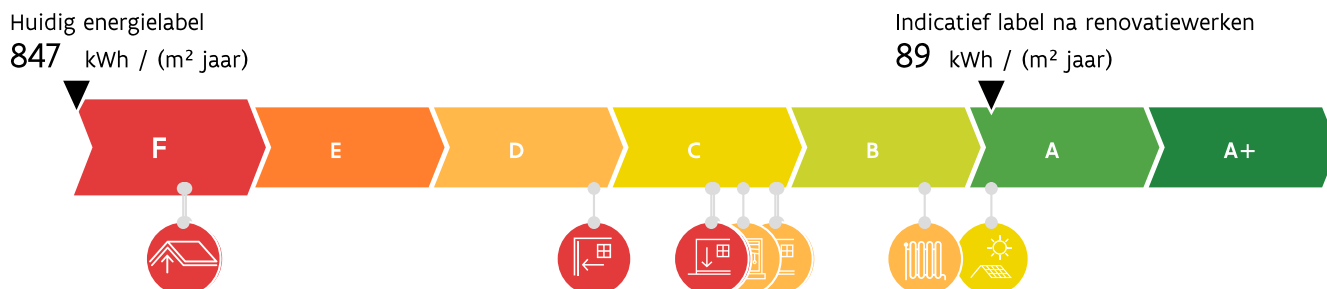 Huidig energielabel
847 kWh / (m² jaar)
Indicatief label na renovatiewerken
89 kWh / (m² jaar)
F E D C B A A+